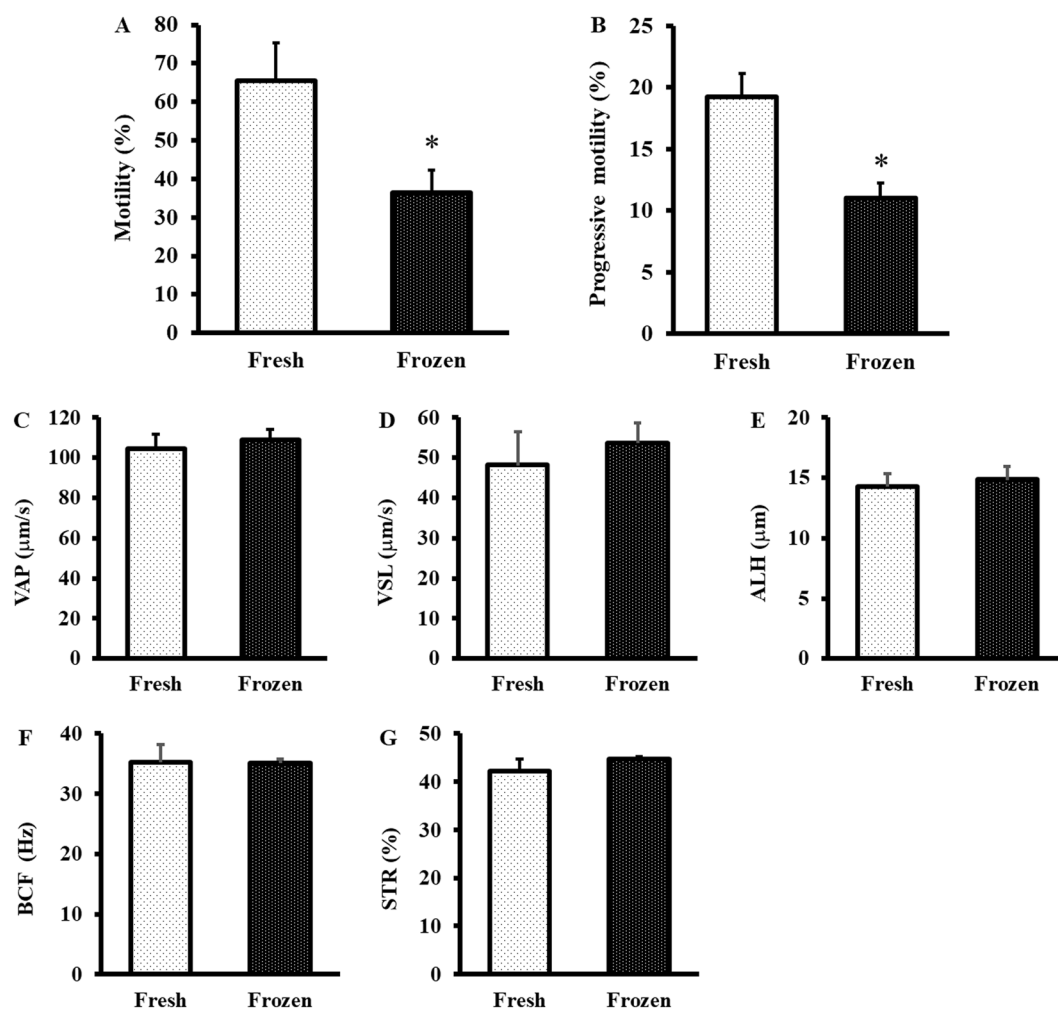 A
Motility (%)
80
70
60
50
40
30
20
10
0
*
Fresh
Frozen
B
Progressive motility (%)
25
20
15
10
5
0
*
Fresh
Frozen
C
VAP (µm/s)
120
100
80
60
40
20
0
Fresh
Frozen
D
VSL (µm/s)
60
50
40
30
20
10
0
Fresh
Frozen
E
ALH (µm)
20
15
10
5
0
Fresh
Frozen
F
BCF (Hz)
40
30
20
10
0
Fresh
Frozen
G
STR (%)
50
40
30
20
10
0
Fresh
Frozen